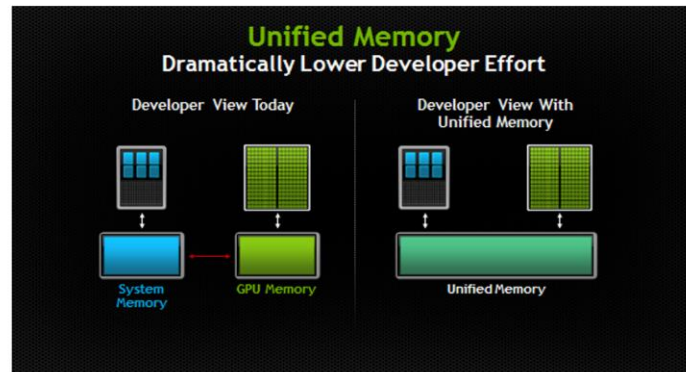 Unified Memory
Dramatically Lower Developer Effort
Developer View Today
Developer View With
Unified Memory
System
Memory
GPU Memory
Unified Memory